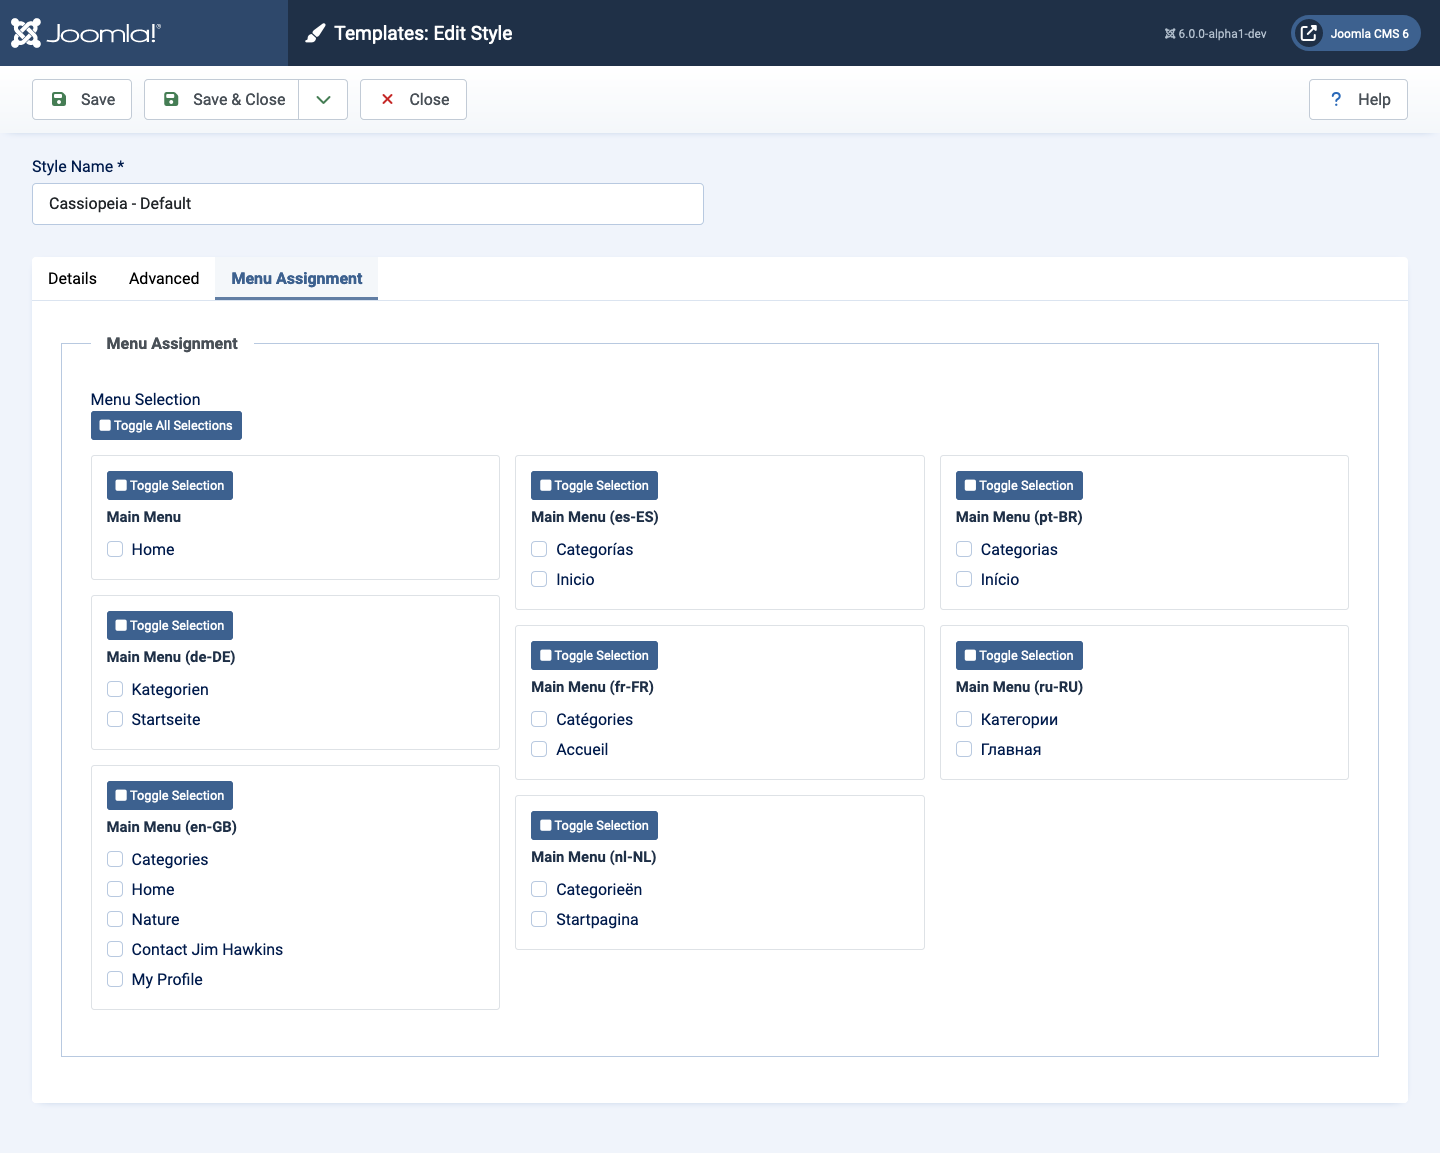 Joomla!®
Templates: Edit Style
6.0.0-alpha1-dev
Joomla CMS 6
Save
Save & Close
Close
? Help
Style Name *
Cassiopeia - Default
Details
Advanced
Menu Assignment
Menu Assignment
Menu Selection
Toggle All Selections
Toggle Selection
Main Menu
Home
Toggle Selection
Main Menu (de-DE)
Kategorien
Startseite
Toggle Selection
Main Menu (en-GB)
Categories
Home
Nature
Contact Jim Hawkins
My Profile
Toggle Selection
Main Menu (es-ES)
Categorías
Inicio
Toggle Selection
Main Menu (fr-FR)
Catégories
Accueil
Toggle Selection
Main Menu (nl-NL)
Categorieën
Startpagina
Toggle Selection
Main Menu (pt-BR)
Categorias
Início
Toggle Selection
Main Menu (ru-RU)
Категории
Главная